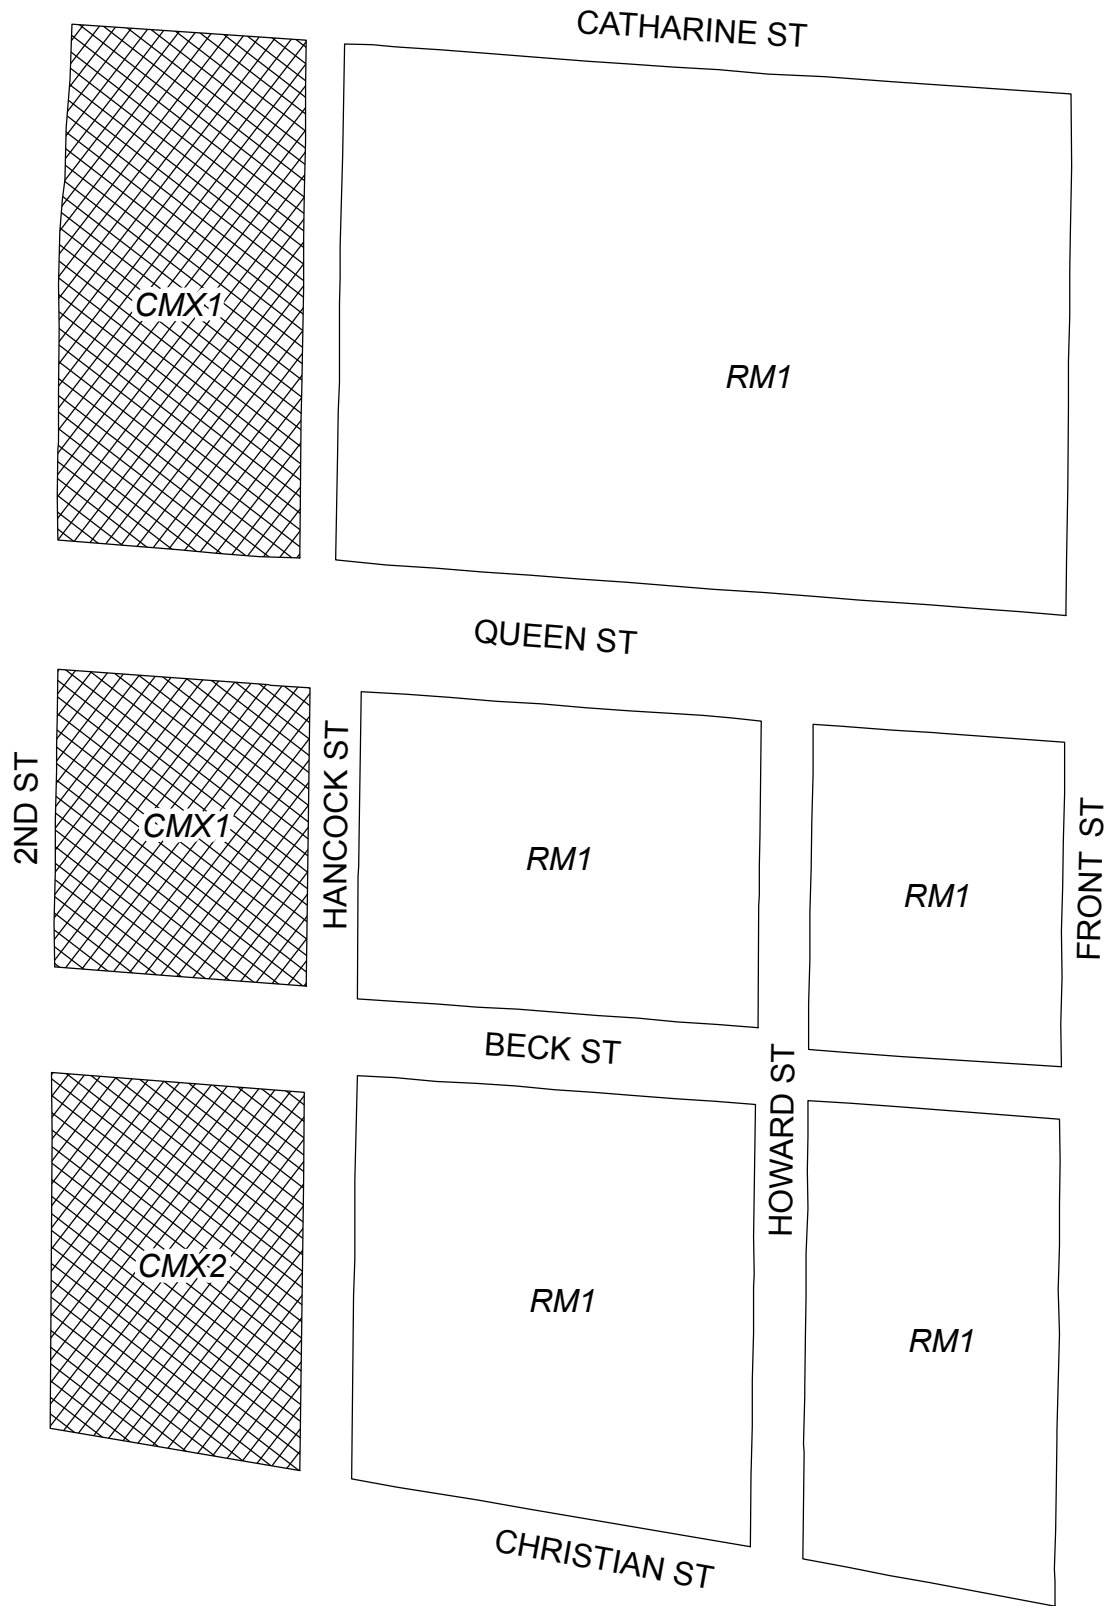 CATHARINE ST
CMX1
RM1
QUEEN ST
2ND ST
CMX1
HANCOCK ST
RM1
RM1
FRONT ST
BECK ST
HOWARD ST
CMX2
RM1
RM1
CHRISTIAN ST